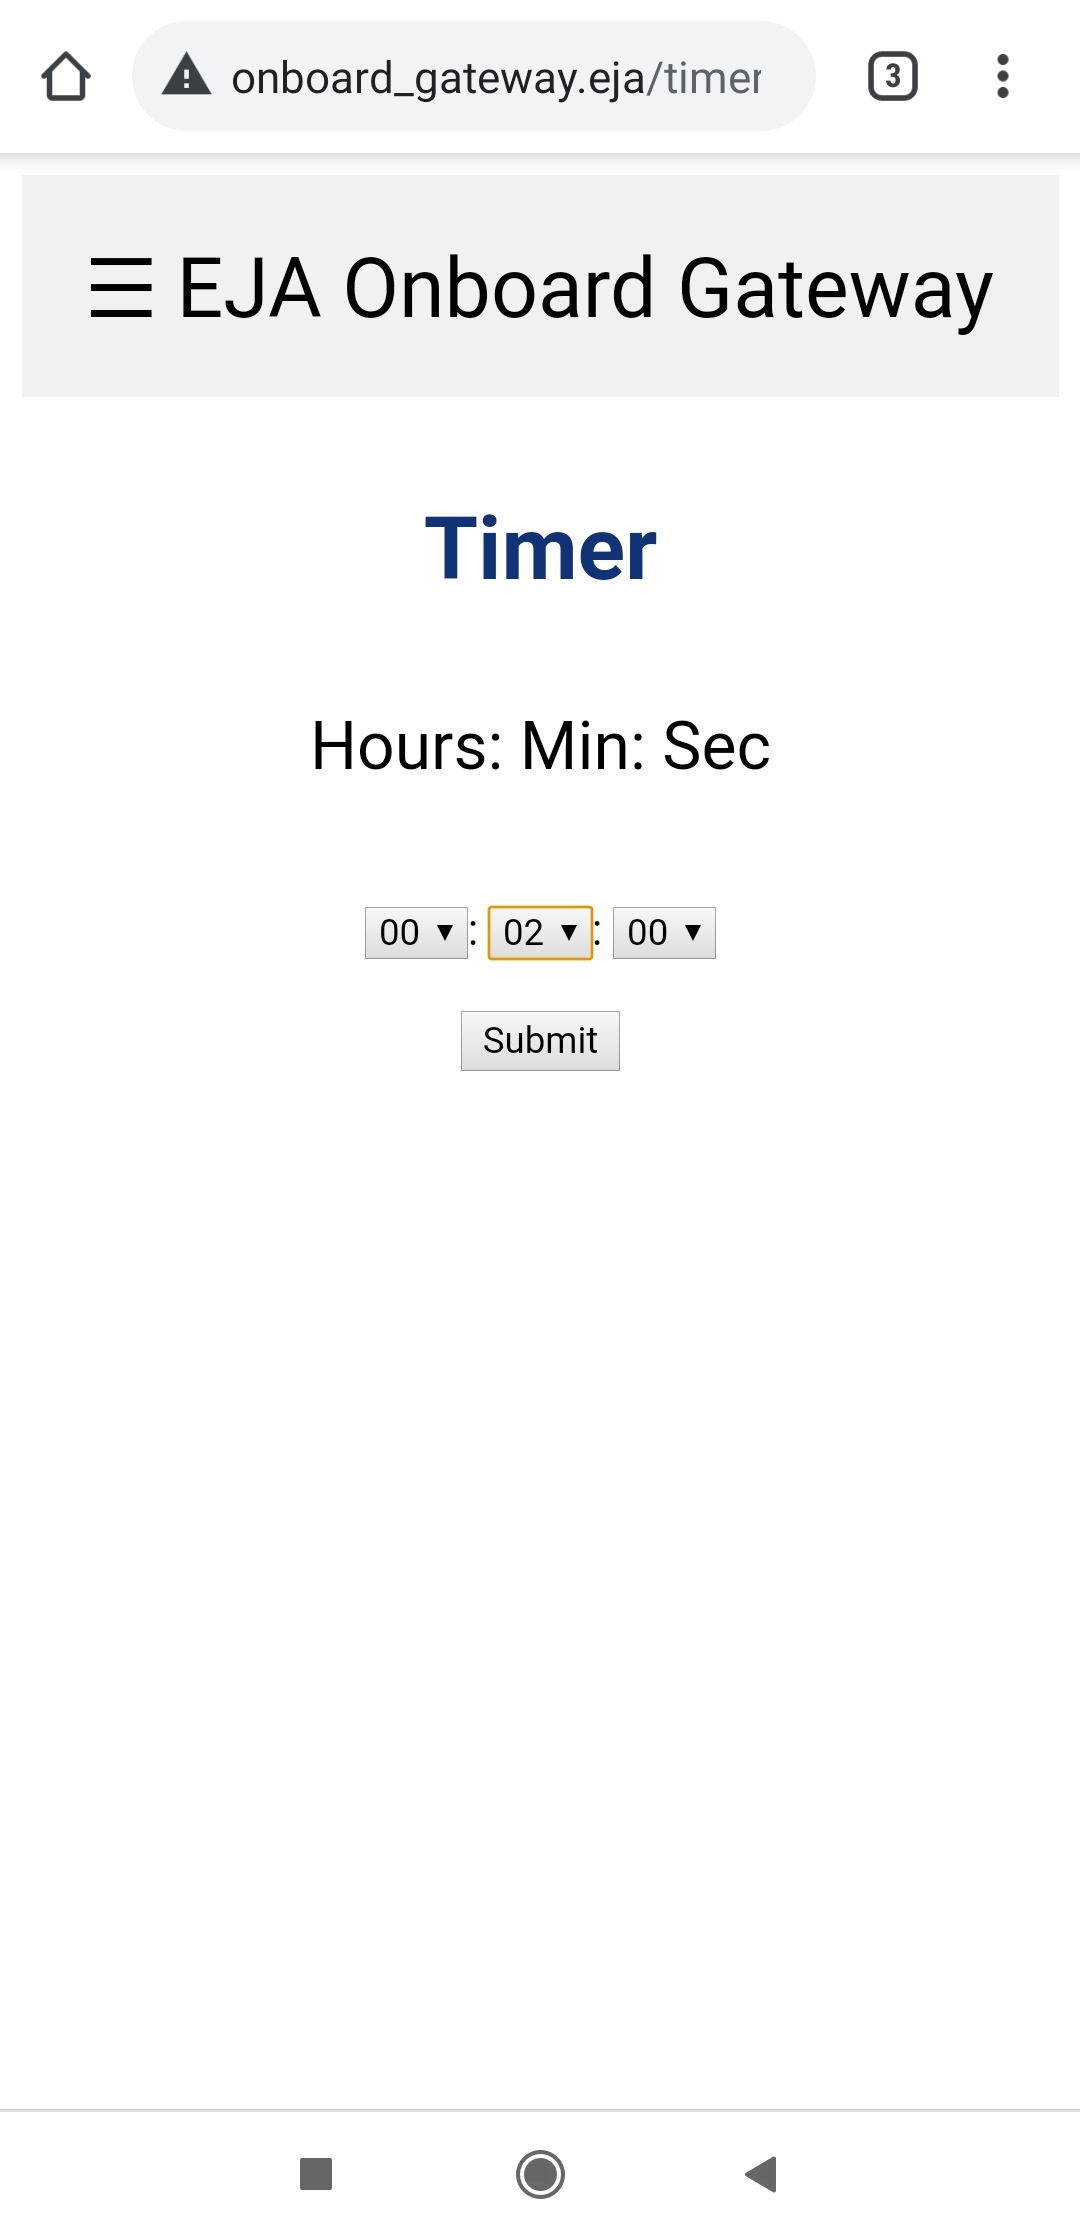 onboard_gateway.eja/timer 3
☰ EJA Onboard Gateway
Timer
Hours: Min: Sec
00 ▼: 02 ▼: 00 ▼
Submit